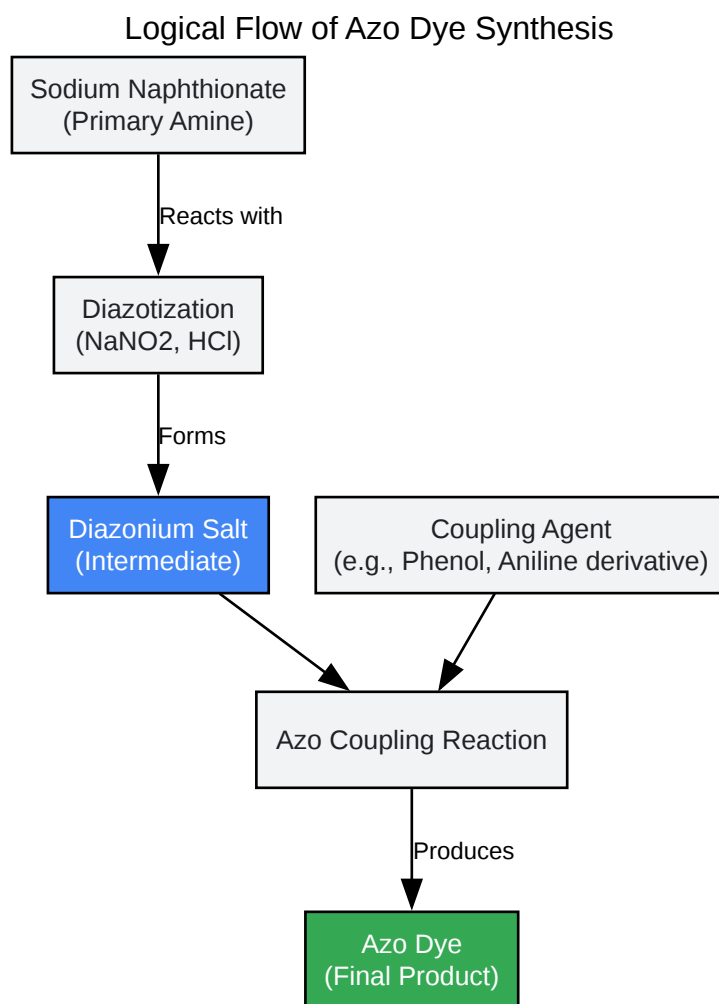 Logical Flow of Azo Dye Synthesis
Sodium Naphthionate
(Primary Amine)
Reacts with
Diazotization
(NaNO2, HCl)
Forms
Diazonium Salt
(Intermediate)
Coupling Agent
(e.g., Phenol, Aniline derivative)
Azo Coupling Reaction
Produces
Azo Dye
(Final Product)